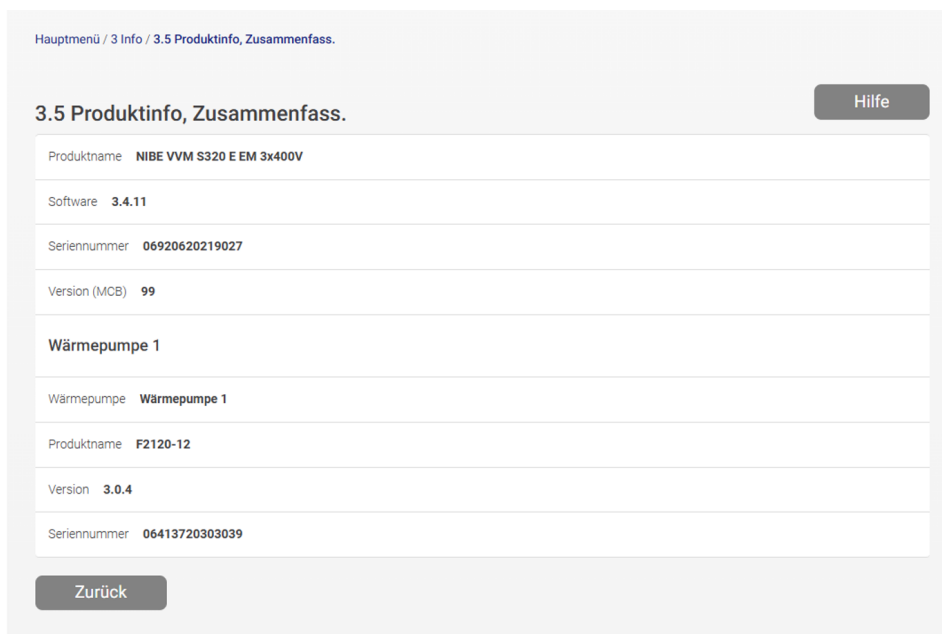 Hauptmenü / 3 Info / 3.5 Produktinfo, Zusammenfass.
Hilfe
3.5 Produktinfo, Zusammenfass.
Produktname NIBE VVM S320 E EM 3x400V
Software 3.4.11
Seriennummer 06920620219027
Version (MCB) 99
Wärmepumpe 1
Wärmepumpe Wärmepumpe 1
Produktname F2120-12
Version 3.0.4
Seriennummer 06413720303039
Zurück